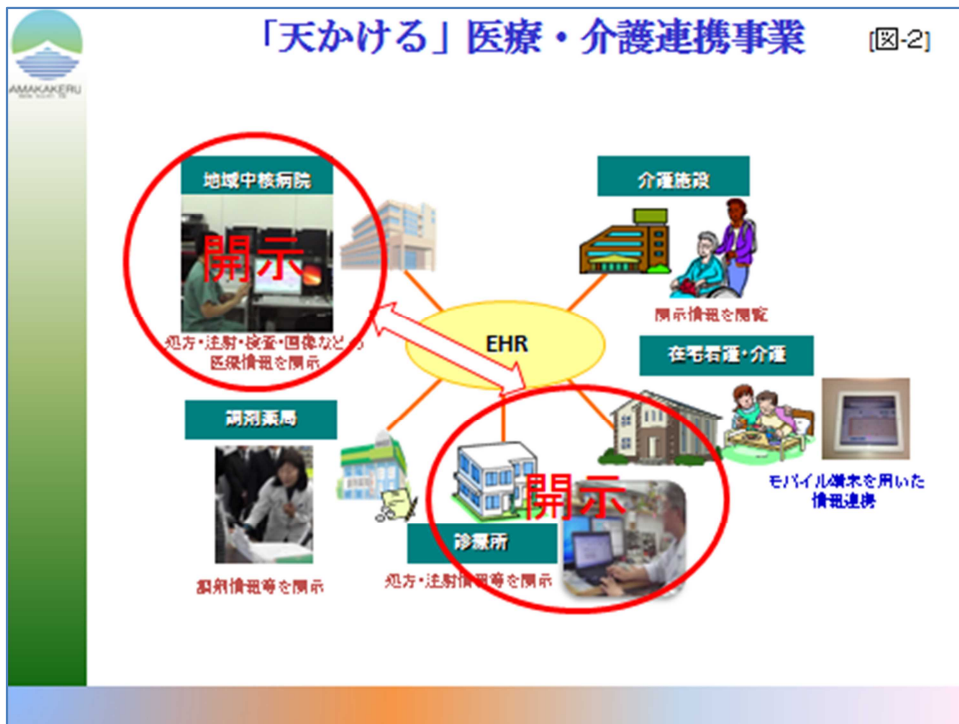 「天かける」医療・介護連携事業
[図-2]
AMAKAKERU
地域中核病院
開示
処方・注射・検査・画像などの
医療情報を開示
介護施設
開示情報を閲覧
EHR
在宅看護・介護
モバイル端末を用いた
情報連携
調剤薬局
調剤情報等を開示
開示
診療所
処方・注射情報等を開示